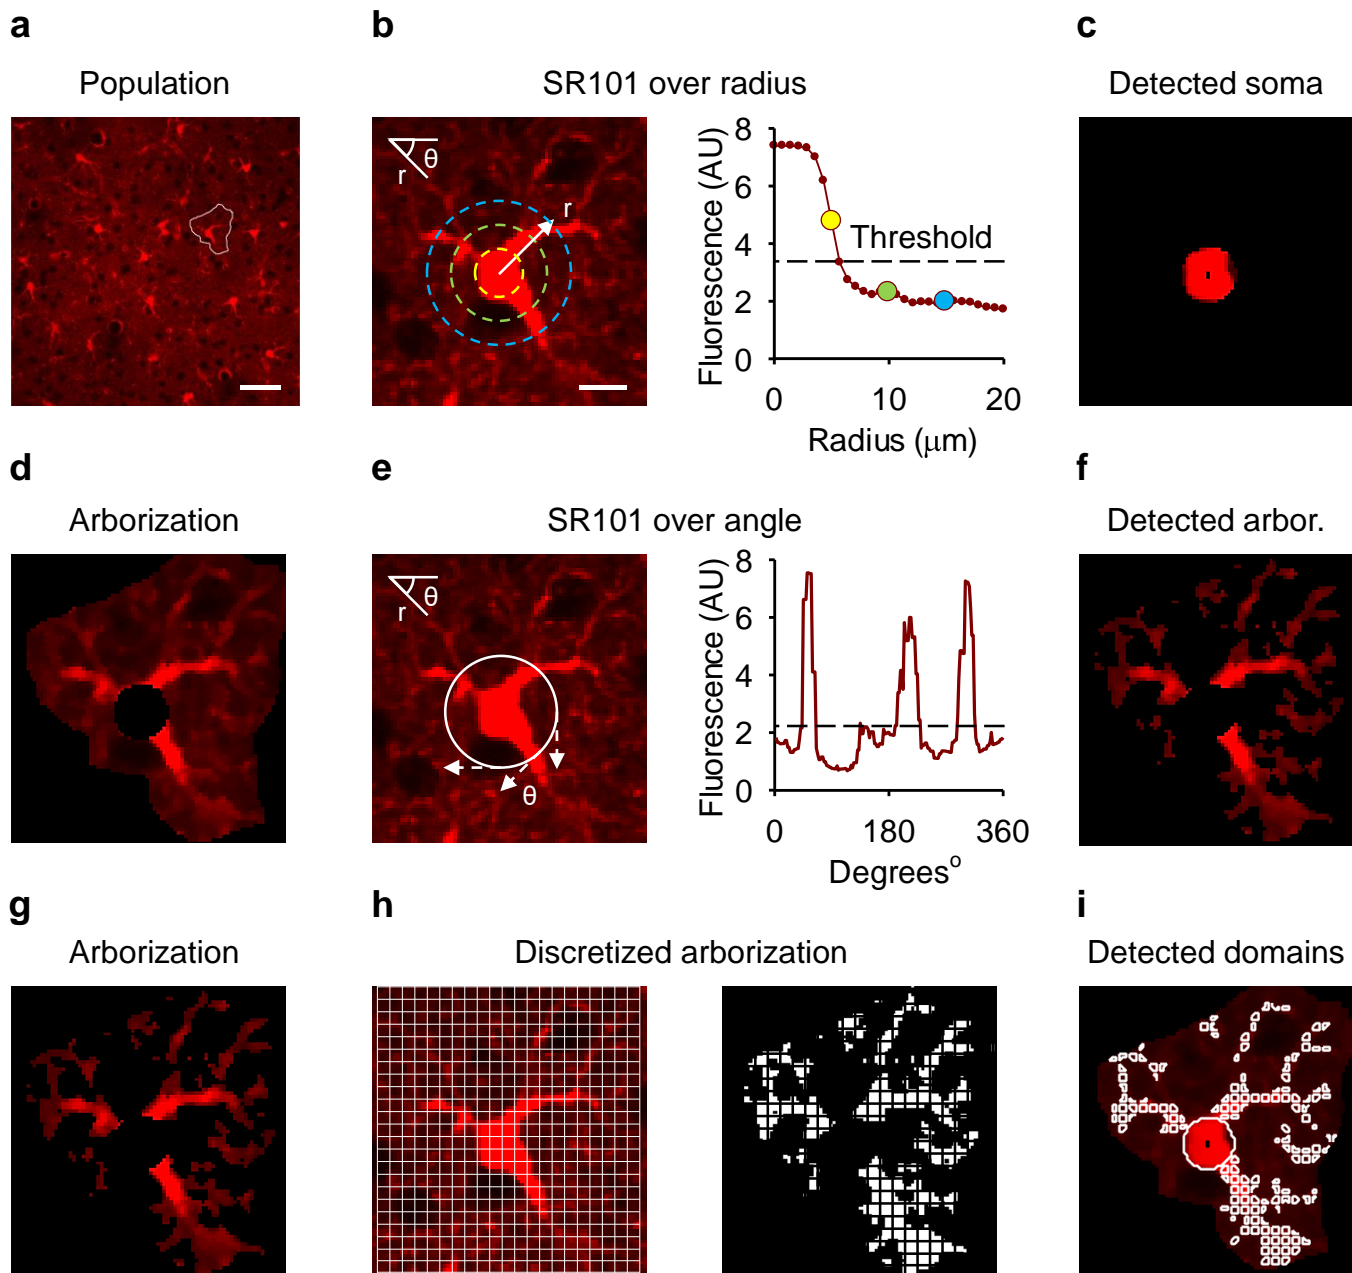 a
b
c
Population
SR101 over radius
Detected soma
θ
r
r
Fluorescence (AU)
8
6
4
2
0
Threshold
0
10
20
Radius (μm)
d
e
f
Arborization
SR101 over angle
Detected arbor.
θ
r
θ
Fluorescence (AU)
8
6
4
2
0
0
180
360
Degrees°
g
h
i
Arborization
Discretized arborization
Detected domains